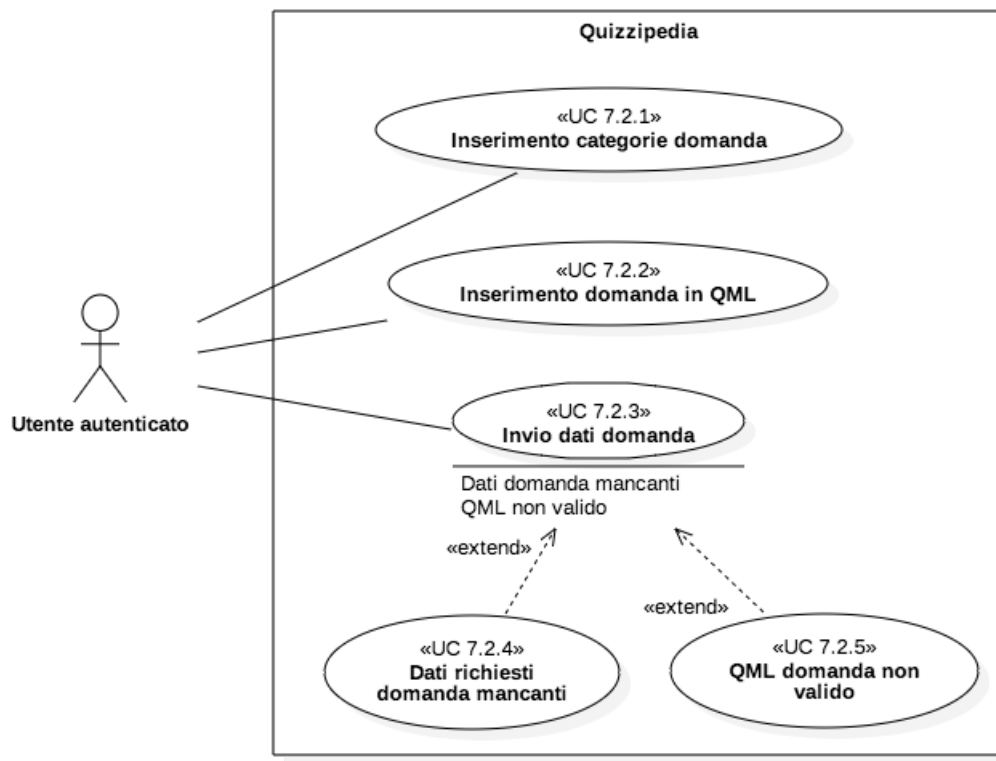 Quizzipedia
«UC 7.2.1»
Inserimento categorie domanda
«UC 7.2.2»
Inserimento domanda in QML
Utente autenticato
«UC 7.2.3»
Invio dati domanda
Dati domanda mancanti
QML non valido
«extend»
«extend»
«UC 7.2.4»
Dati richiesti
domanda mancanti
«UC 7.2.5»
QML domanda non
valido